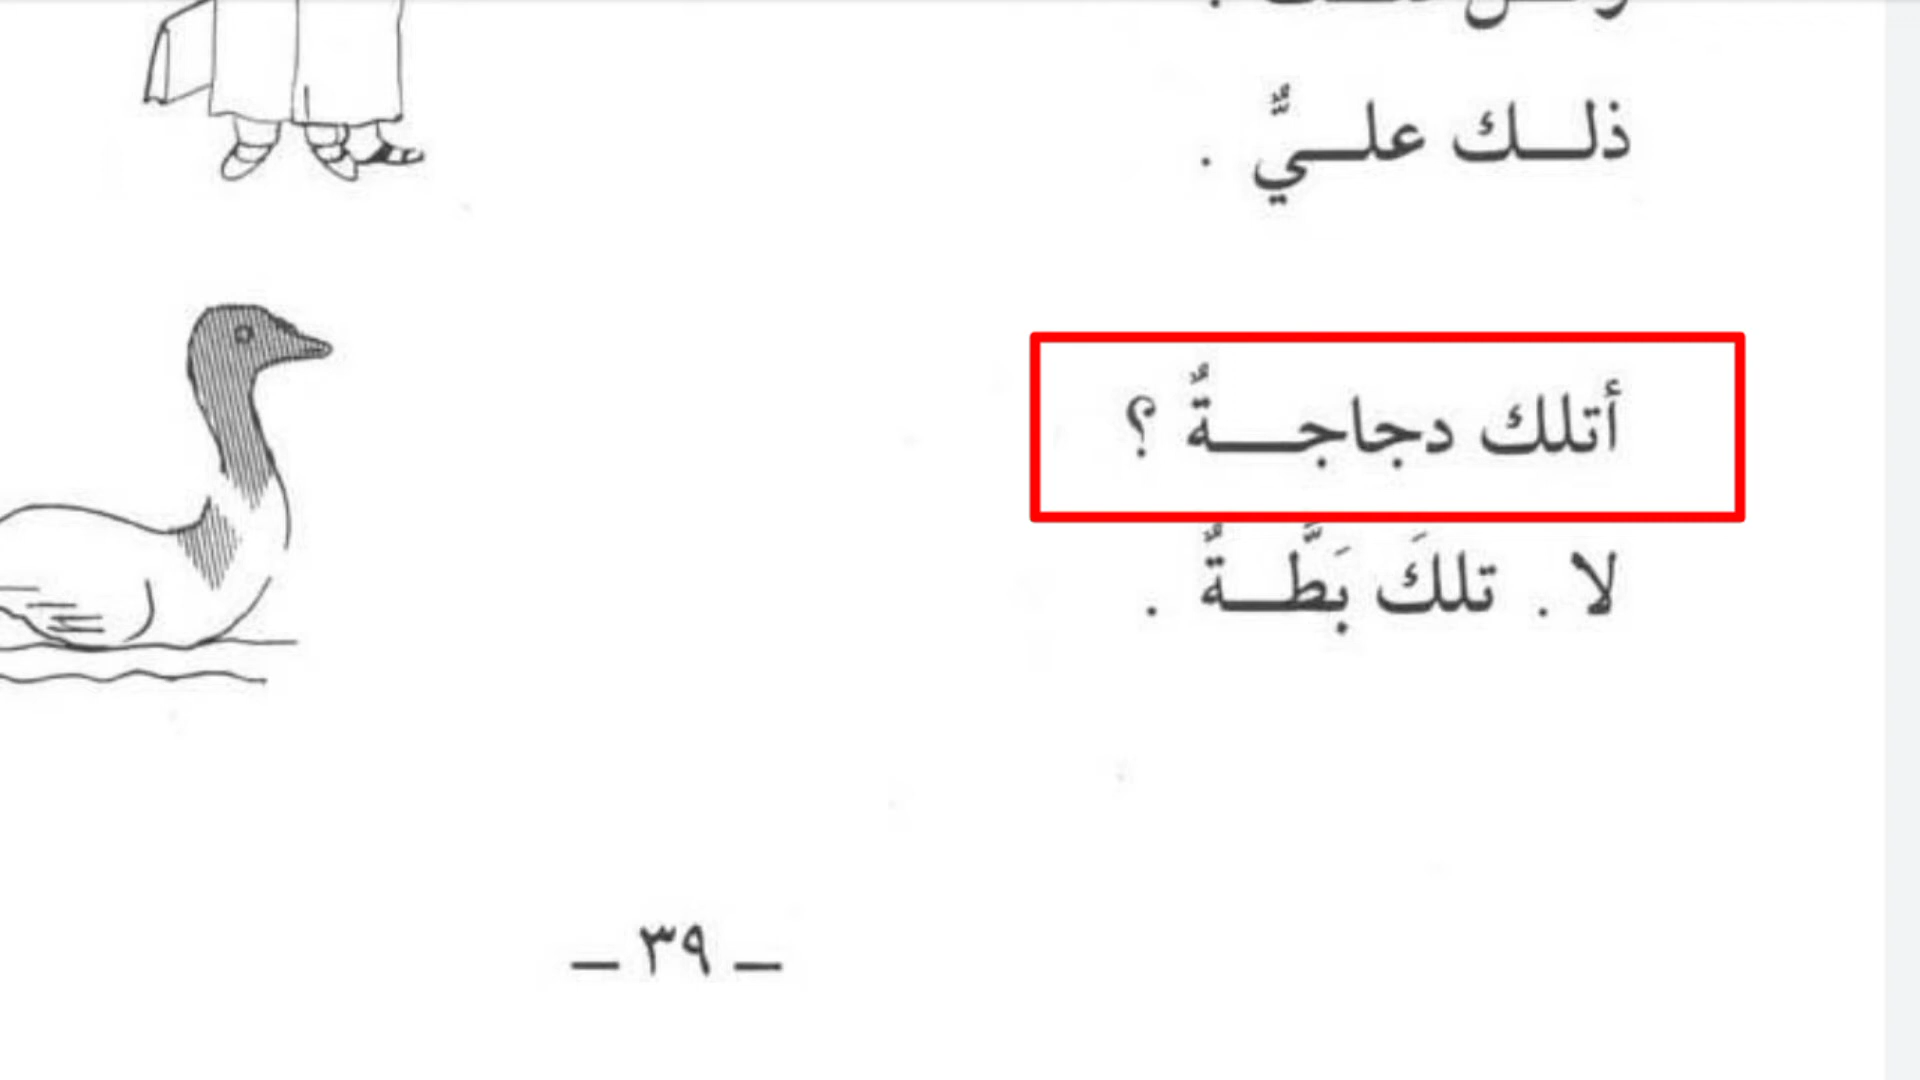 ذلك عليٌّ .
أتلك دجاجةٌ ؟
لا . تلكَ بَطَّةٌ .
– ٣٩ –